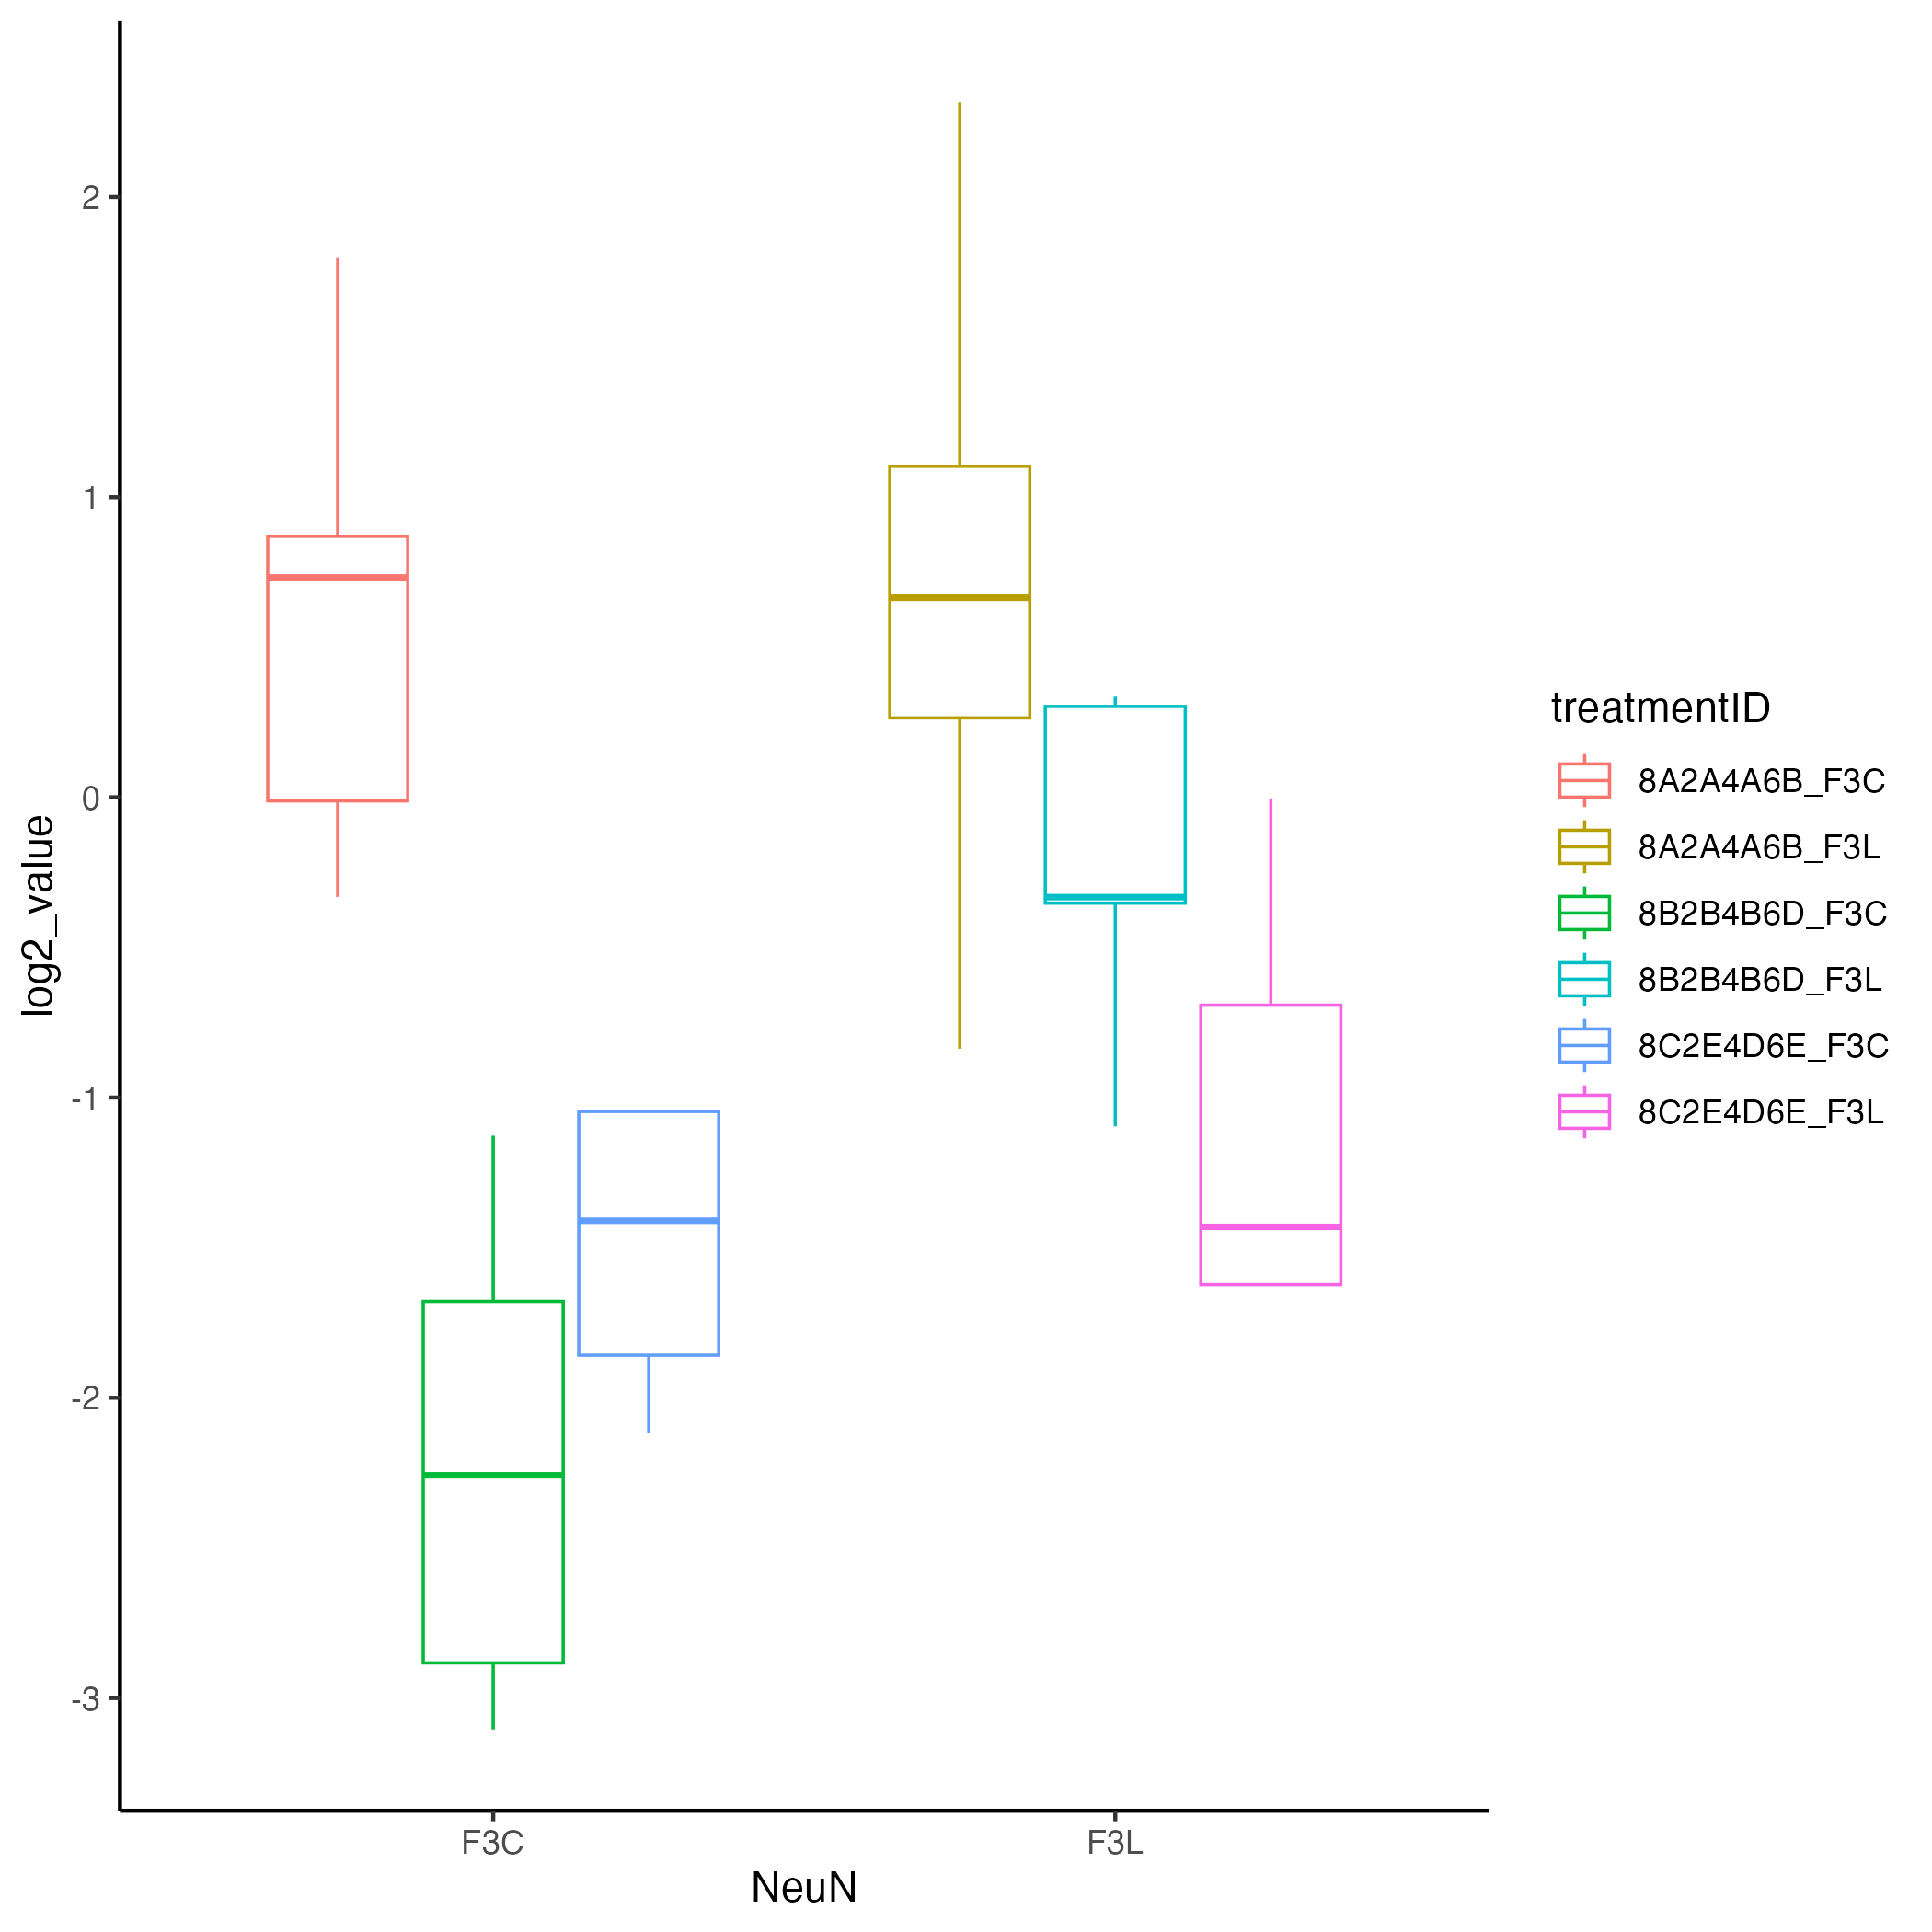 log2_value
2
1
0
-1
-2
-3
F3C
F3L
NeuN
treatmentID
8A2A4A6B_F3C
8A2A4A6B_F3L
8B2B4B6D_F3C
8B2B4B6D_F3L
8C2E4D6E_F3C
8C2E4D6E_F3L